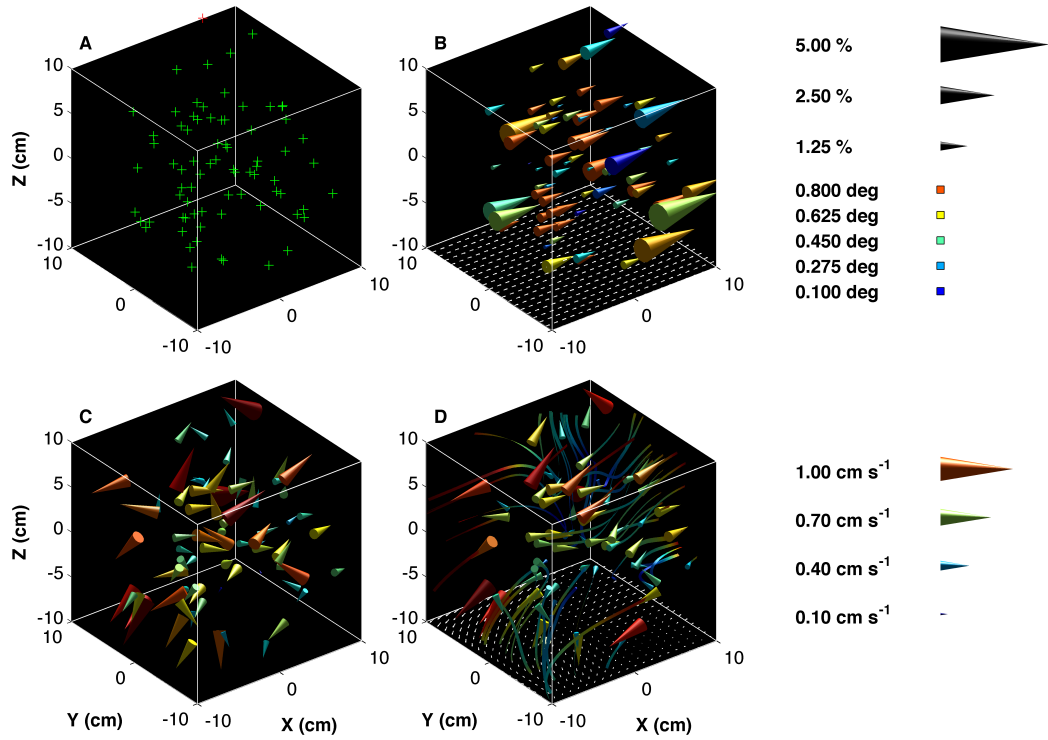 A
B
10
5
0
-5
-10
Z (cm)
10
0
-10
-10
0
10
10
5
0
-5
-10
10
0
-10
-10
0
10
5.00 %
2.50 %
1.25 %
0.800 deg
0.625 deg
0.450 deg
0.275 deg
0.100 deg
C
D
10
5
0
-5
-10
Z (cm)
10
0
-10
-10
0
10
Y (cm)
X (cm)
10
5
0
-5
-10
10
0
-10
-10
0
10
Y (cm)
X (cm)
1.00 cm s⁻¹
0.70 cm s⁻¹
0.40 cm s⁻¹
0.10 cm s⁻¹